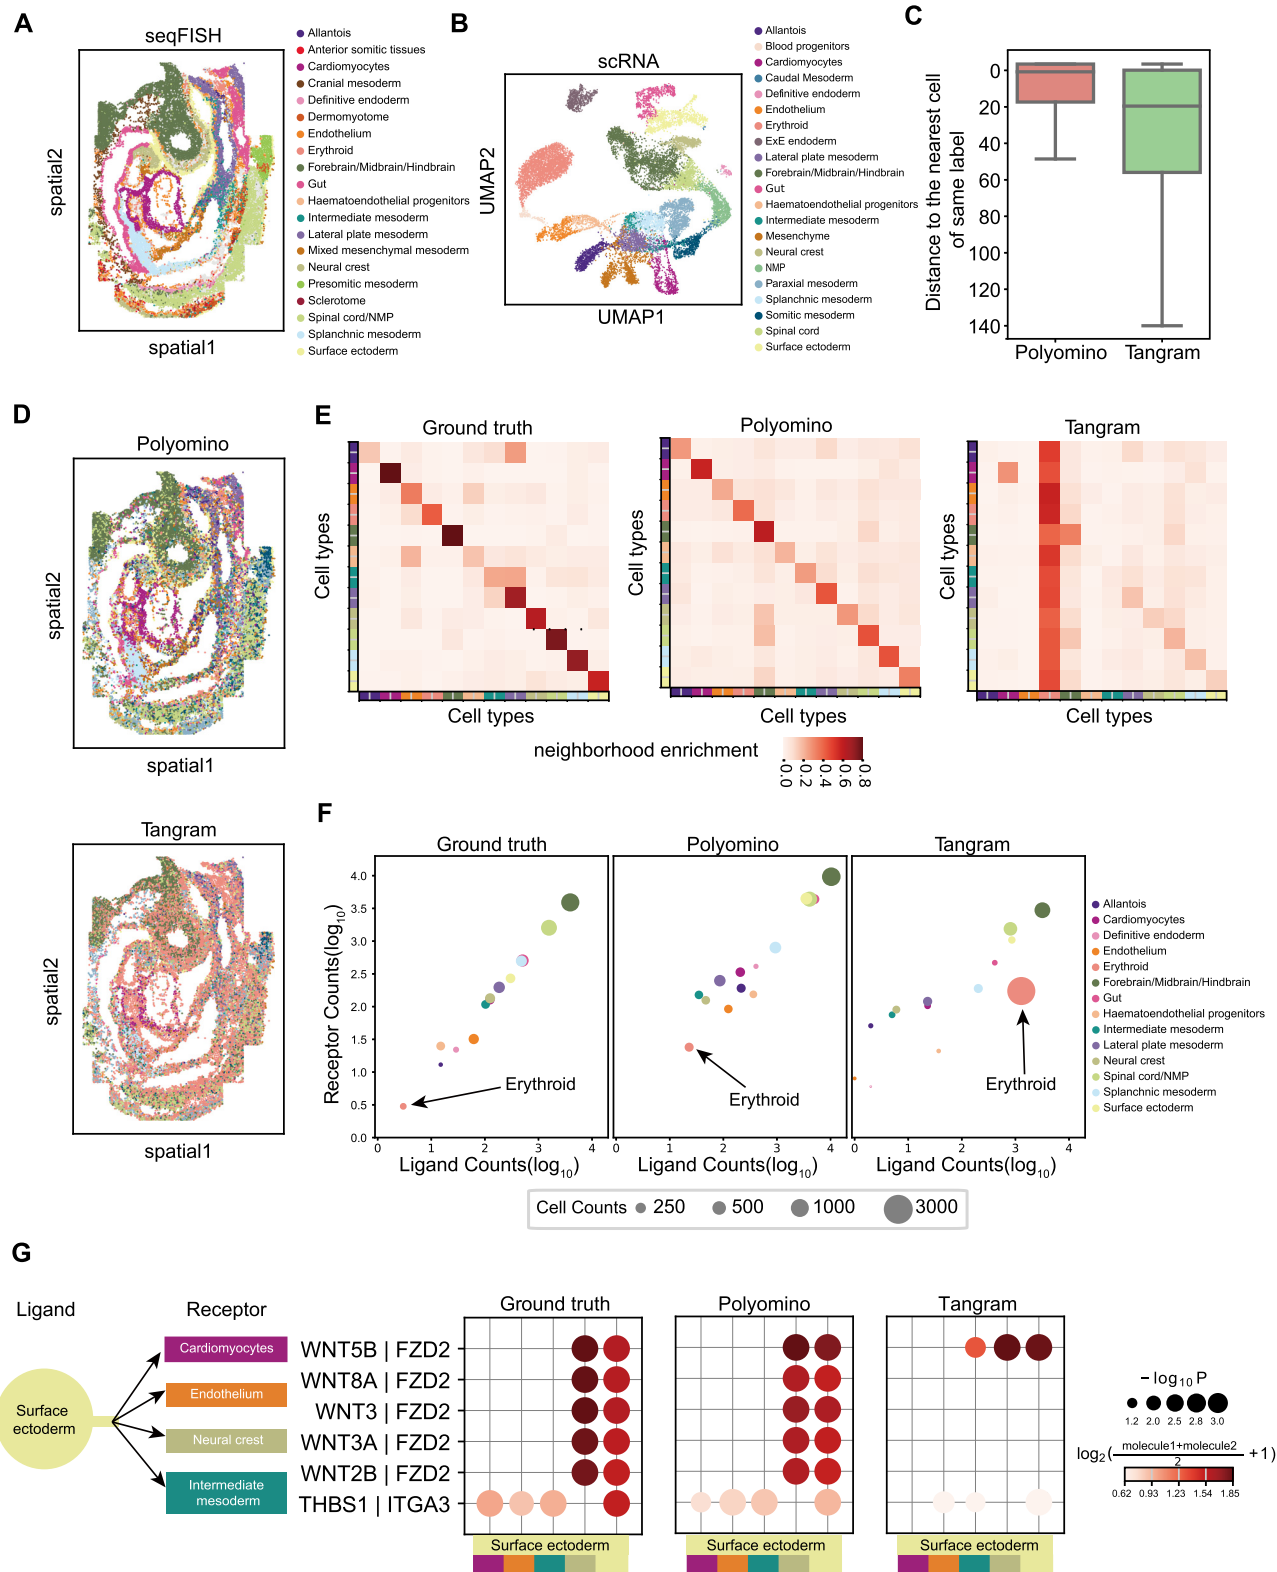 A
seqFISH
spatial2
spatial1
Allantois
Anterior somitic tissues
Cardiomyocytes
Cranial mesoderm
Definitive endoderm
Dermomyotome
Endothelium
Erythroid
Forebrain/Midbrain/Hindbrain
Gut
Haematoendothelial progenitors
Intermediate mesoderm
Lateral plate mesoderm
Mixed mesenchymal mesoderm
Neural crest
Presomitic mesoderm
Sclerotome
Spinal cord/NMP
Splanchnic mesoderm
Surface ectoderm
B
scRNA
UMAP2
UMAP1
Allantois
Blood progenitors
Cardiomyocytes
Caudal Mesoderm
Definitive endoderm
Endothelium
Erythroid
ExE endoderm
Lateral plate mesoderm
Forebrain/Midbrain/Hindbrain
Gut
Haematoendothelial progenitors
Intermediate mesoderm
Mesenchyme
Neural crest
NMP
Paraxial mesoderm
Splanchnic mesoderm
Somitic mesoderm
Spinal cord
Surface ectoderm
C
Distance to the nearest cell
of same label
0
20
40
60
80
100
120
140
Polyomino Tangram
D
Polyomino
spatial2
spatial1
Tangram
spatial2
spatial1
E
Ground truth
Cell types
Cell types
Polyomino
Cell types
Cell types
Tangram
Cell types
Cell types
neighborhood enrichment
0.0 0.2 0.4 0.6 0.8
F
Ground truth Polyomino Tangram
Receptor Counts(log10)
4.0
3.5
3.0
2.5
2.0
1.5
1.0
0.5
0.0
Erythroid
Erythroid
Erythroid
0 1 2 3 4 0 1 2 3 4 0 1 2 3 4
Ligand Counts(log10) Ligand Counts(log10) Ligand Counts(log10)
Allantois
Cardiomyocytes
Definitive endoderm
Endothelium
Erythroid
Forebrain/Midbrain/Hindbrain
Gut
Haematoendothelial progenitors
Intermediate mesoderm
Lateral plate mesoderm
Neural crest
Spinal cord/NMP
Splanchnic mesoderm
Surface ectoderm
Cell Counts 250 500 1000 3000
G
Ligand Receptor
Surface
ectoderm
Cardiomyocytes
Endothelium
Neural crest
Intermediate
mesoderm
Ground truth Polyomino Tangram
WNT5B | FZD2
WNT8A | FZD2
WNT3 | FZD2
WNT3A | FZD2
WNT2B | FZD2
THBS1 | ITGA3
Surface ectoderm Surface ectoderm Surface ectoderm
−log10 P
1.2 2.0 2.5 2.8 3.0
log2(molecule1+molecule2/2 +1)
0.62 0.93 1.23 1.54 1.85